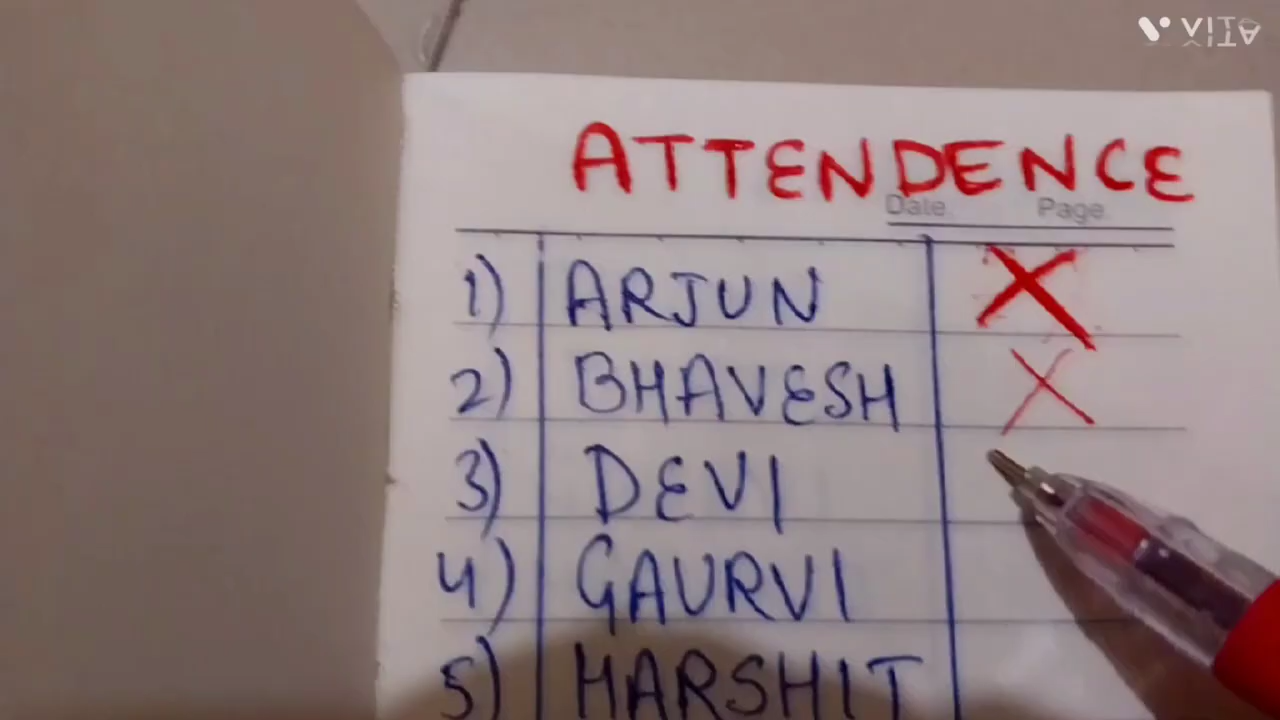 VITA
ATTENDENCE
Date. Page.
1) ARJUN X
2) BHAVESH X
3) DEVI
4) GAURVI
5) HARSHIT